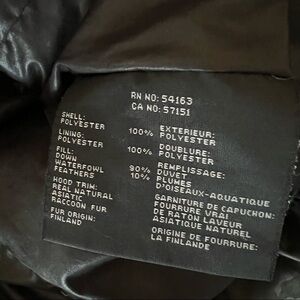 RN NO: 54163
CA NO: 57151
SHELL:
POLYESTER 100%
LINING:
POLYESTER 100%
FILL:
DOWN 90%
WATERFOWL
FEATHERS 10%
HOOD TRIM:
REAL NATURAL
ASIATIC
RACCOON FUR
FUR ORIGIN:
FINLAND
EXTERIEUR:
POLYESTER
DOUBLURE:
POLYESTER
REMPLISSAGE:
DUVET
PLUMES
D'OISEAUX-AQUATIQUE
GARNITURE DE CAPUCHON:
FOURRURE VRAI
DE RATON LAVEUR
ASIATIQUE NATUREL
ORIGINE DE FOURRURE:
LA FINLANDE